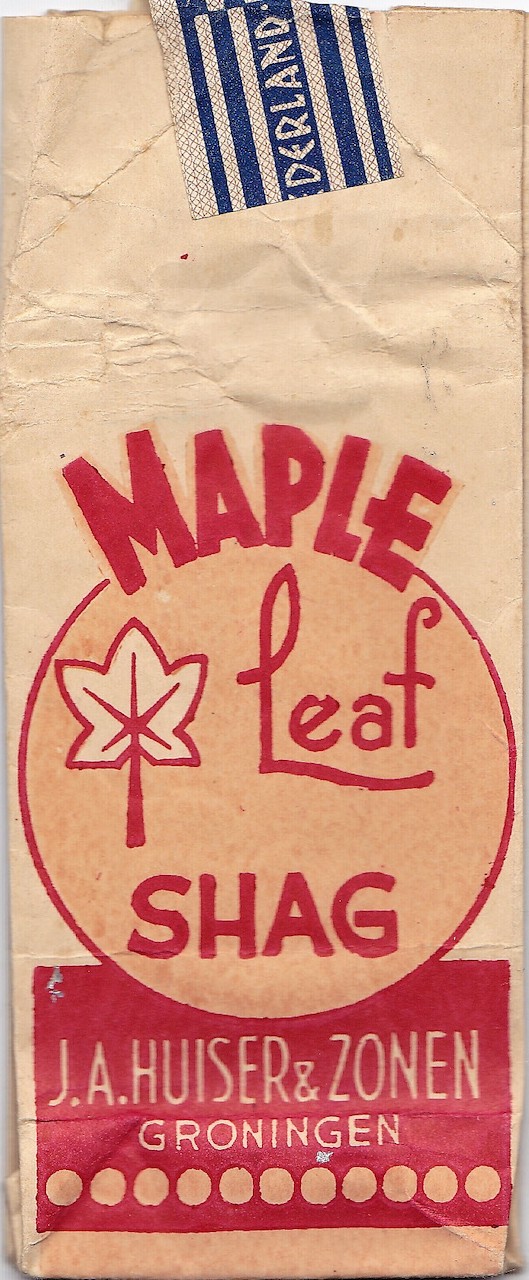 DERLAND.
MAPLE
Leaf
SHAG
J.A. HUISER & ZONEN
GRONINGEN